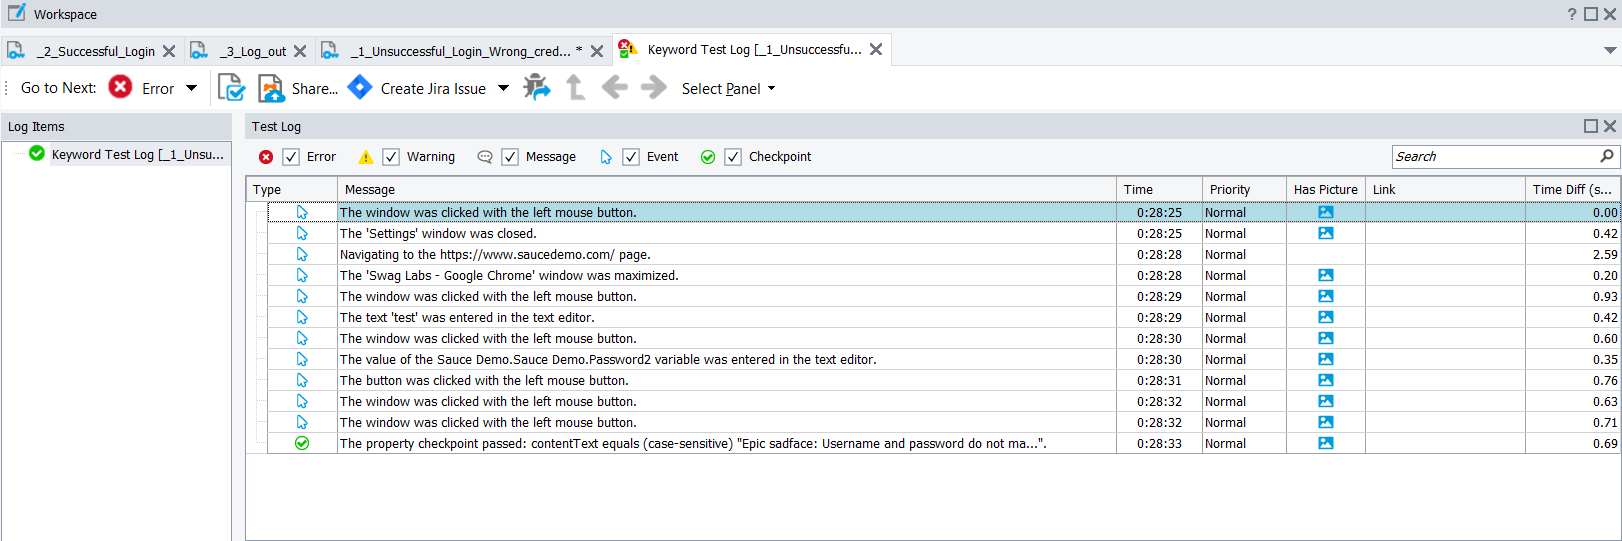 Workspace ?
_2_Successful_Login _3_Log_out _1_Unsuccessful_Login_Wrong_cred... * Keyword Test Log [_1_Unsuccessfu...
Go to Next: Error Share... Create Jira Issue Select Panel
Log Items
Keyword Test Log [_1_Unsu...
Test Log
Error Warning Message Event Checkpoint Search
Type Message Time Priority Has Picture Link Time Diff (s...
The window was clicked with the left mouse button. 0:28:25 Normal 0.00
The 'Settings' window was closed. 0:28:25 Normal 0.42
Navigating to the https://www.saucedemo.com/ page. 0:28:28 Normal 2.59
The 'Swag Labs - Google Chrome' window was maximized. 0:28:28 Normal 0.20
The window was clicked with the left mouse button. 0:28:29 Normal 0.93
The text 'test' was entered in the text editor. 0:28:29 Normal 0.42
The window was clicked with the left mouse button. 0:28:30 Normal 0.60
The value of the Sauce Demo.Sauce Demo.Password2 variable was entered in the text editor. 0:28:30 Normal 0.35
The button was clicked with the left mouse button. 0:28:31 Normal 0.76
The window was clicked with the left mouse button. 0:28:32 Normal 0.63
The window was clicked with the left mouse button. 0:28:32 Normal 0.71
The property checkpoint passed: contentText equals (case-sensitive) "Epic sadface: Username and password do not ma...". 0:28:33 Normal 0.69